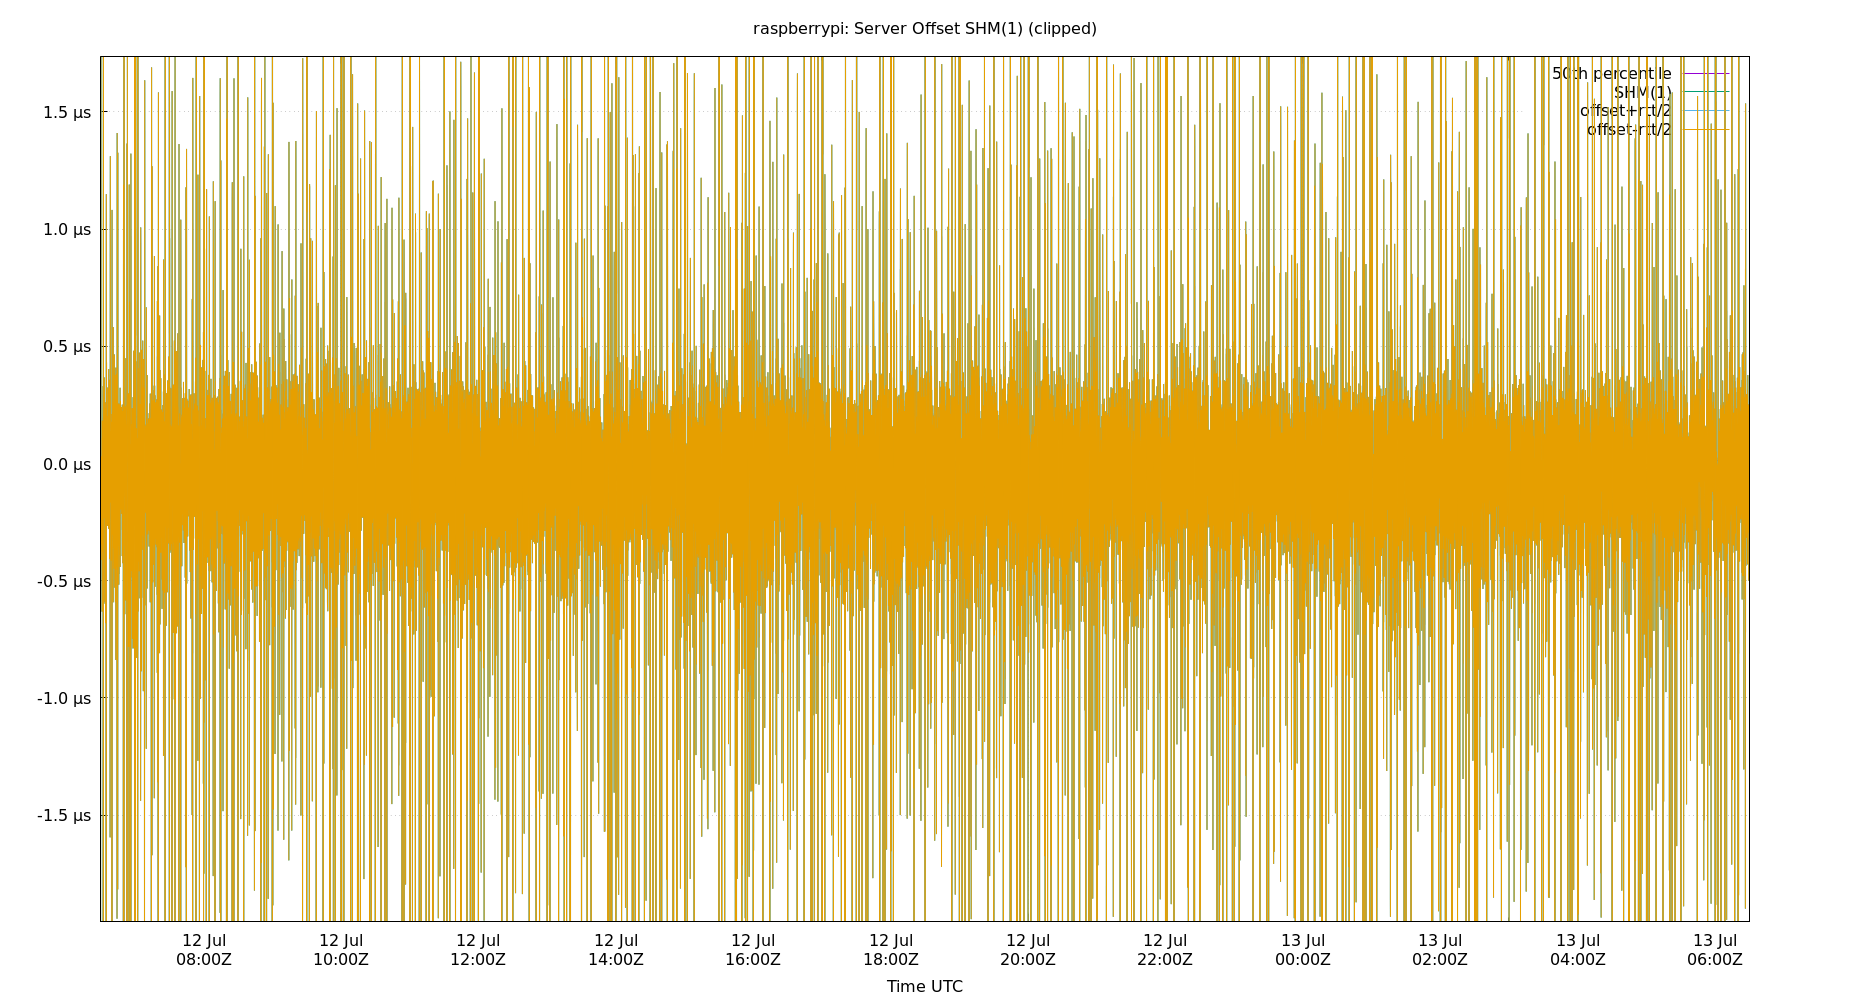 raspberrypi: Server Offset SHM(1) (clipped)
50th percentile
SHM(1)
offset+rtt/2
offset-rtt/2
1.5 µs
1.0 µs
0.5 µs
0.0 µs
-0.5 µs
-1.0 µs
-1.5 µs
12 Jul 12 Jul 12 Jul 12 Jul 12 Jul 12 Jul 12 Jul 12 Jul 13 Jul 13 Jul 13 Jul 13 Jul
08:00Z 10:00Z 12:00Z 14:00Z 16:00Z 18:00Z 20:00Z 22:00Z 00:00Z 02:00Z 04:00Z 06:00Z
Time UTC